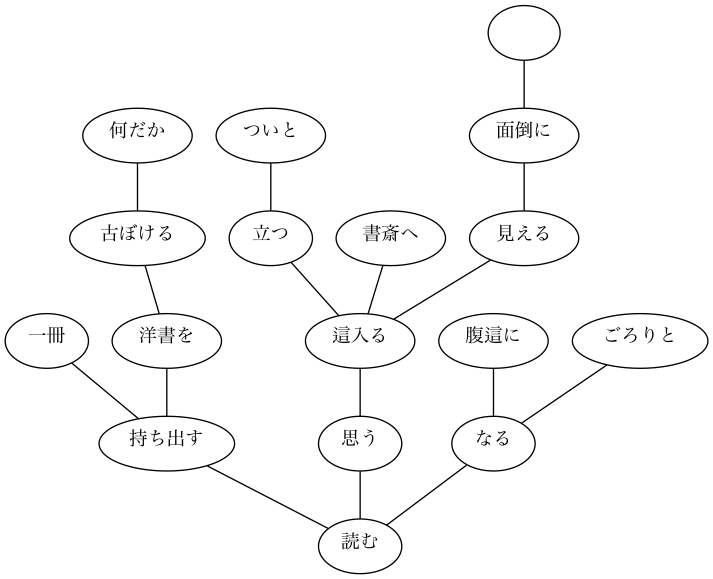 何だか
ついと
面倒に
古ぼける
立つ
書斎へ
見える
一冊
洋書を
這入る
腹這に
ごろりと
持ち出す
思う
なる
読む